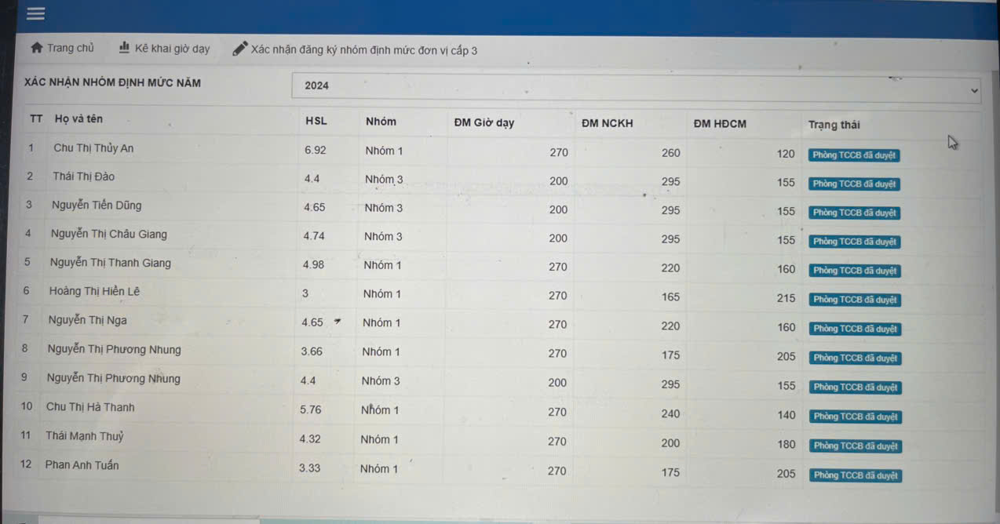 Trang chủ Kê khai giờ dạy Xác nhận đăng ký nhóm định mức đơn vị cấp 3
XÁC NHẬN NHÓM ĐỊNH MỨC NĂM 2024
TT Họ và tên HSL Nhóm ĐM Giờ dạy ĐM NCKH ĐM HĐCM Trạng thái
1 Chu Thị Thủy An 6.92 Nhóm 1 270 260 120 Phòng TCCB đã duyệt
2 Thái Thị Đào 4.4 Nhóm 3 200 295 155 Phòng TCCB đã duyệt
3 Nguyễn Tiến Dũng 4.65 Nhóm 3 200 295 155 Phòng TCCB đã duyệt
4 Nguyễn Thị Châu Giang 4.74 Nhóm 3 200 295 155 Phòng TCCB đã duyệt
5 Nguyễn Thị Thanh Giang 4.98 Nhóm 1 270 220 160 Phòng TCCB đã duyệt
6 Hoàng Thị Hiền Lê 3 Nhóm 1 270 165 215 Phòng TCCB đã duyệt
7 Nguyễn Thị Nga 4.65 Nhóm 1 270 220 160 Phòng TCCB đã duyệt
8 Nguyễn Thị Phương Nhung 3.66 Nhóm 1 270 175 205 Phòng TCCB đã duyệt
9 Nguyễn Thị Phương Nhung 4.4 Nhóm 3 200 295 155 Phòng TCCB đã duyệt
10 Chu Thị Hà Thanh 5.76 Nhóm 1 270 240 140 Phòng TCCB đã duyệt
11 Thái Mạnh Thuỷ 4.32 Nhóm 1 270 200 180 Phòng TCCB đã duyệt
12 Phan Anh Tuấn 3.33 Nhóm 1 270 175 205 Phòng TCCB đã duyệt